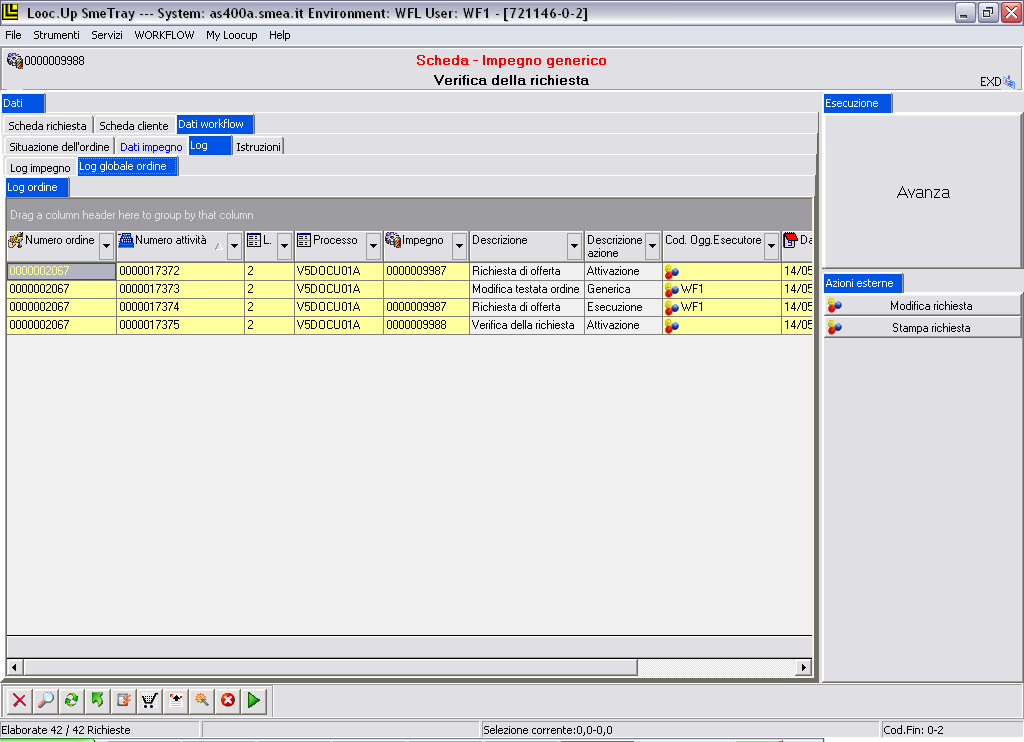 Looc.Up SmeTray --- System: as400a.smea.it Environment: WFL User: WF1 - [721146-0-2]
File Strumenti Servizi WORKFLOW My Loocup Help
0000009988
Scheda - Impegno generico
Verifica della richiesta
EXD
Dati
Scheda richiesta Scheda cliente Dati workflow
Situazione dell'ordine Dati impegno Log Istruzioni
Log impegno Log globale ordine
Log ordine
Drag a column header here to group by that column
Numero ordine Numero attività L. Processo Impegno Descrizione Descrizione azione Cod. Ogg.Esecutore Da
0000002067 0000017372 2 V5DOCU01A 0000009987 Richiesta di offerta Attivazione 14/05
0000002067 0000017373 2 V5DOCU01A Modifica testata ordine Generica WF1 14/05
0000002067 0000017374 2 V5DOCU01A 0000009987 Richiesta di offerta Esecuzione WF1 14/05
0000002067 0000017375 2 V5DOCU01A 0000009988 Verifica della richiesta Attivazione 14/05
Esecuzione
Avanza
Azioni esterne
Modifica richiesta
Stampa richiesta
Elaborate 42 / 42 Richieste Selezione corrente:0,0-0,0 Cod.Fin: 0-2